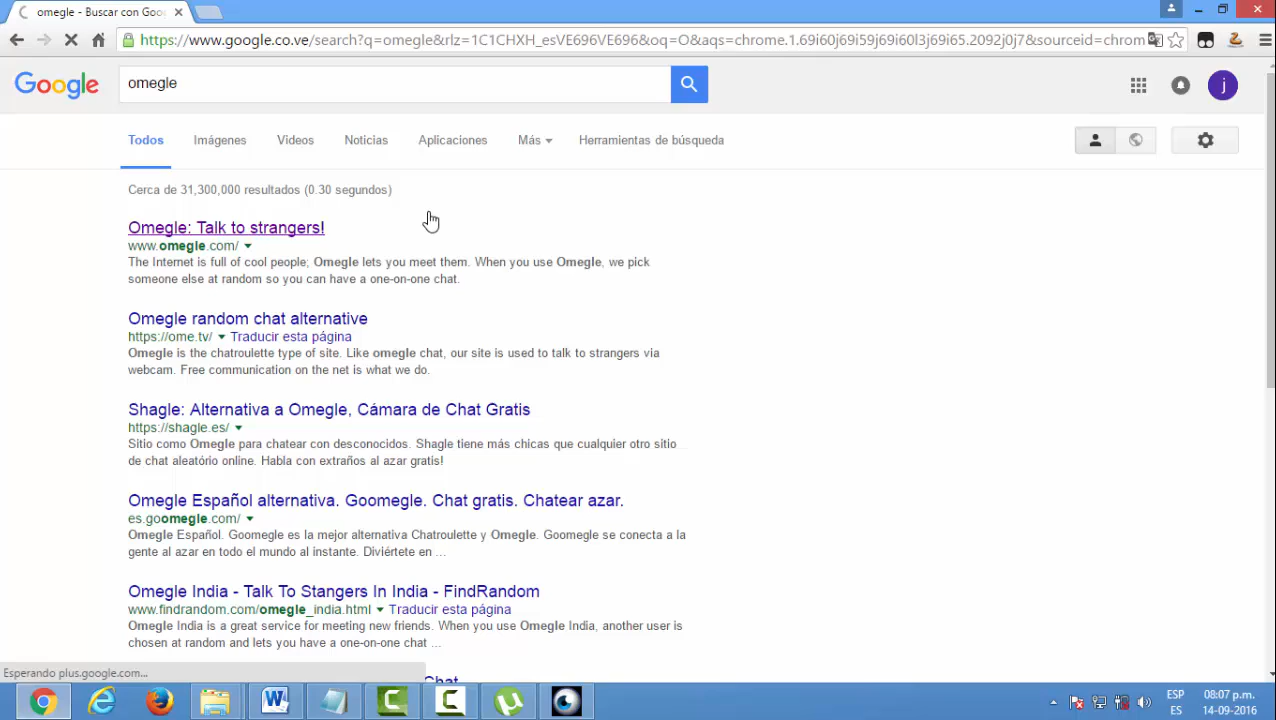 omegle - Buscar con Goo
https://www.google.co.ve/search?q=omegle&rlz=1C1CHXH_esVE696VE696&oq=O&aqs=chrome.1.69i60j69i59j69i60l3j69i65.2092j0j7&sourceid=chrom
Google omegle j
Todos Imágenes Videos Noticias Aplicaciones Más Herramientas de búsqueda
Cerca de 31,300,000 resultados (0.30 segundos)
Omegle: Talk to strangers!
www.omegle.com/
The Internet is full of cool people; Omegle lets you meet them. When you use Omegle, we pick
someone else at random so you can have a one-on-one chat.
Omegle random chat alternative
https://ome.tv/ Traducir esta página
Omegle is the chatroulette type of site. Like omegle chat, our site is used to talk to strangers via
webcam. Free communication on the net is what we do.
Shagle: Alternativa a Omegle, Cámara de Chat Gratis
https://shagle.es/
Sitio como Omegle para chatear con desconocidos. Shagle tiene más chicas que cualquier otro sitio
de chat aleatório online. Habla con extraños al azar gratis!
Omegle Español alternativa. Goomegle. Chat gratis. Chatear azar.
es.goomegle.com/
Omegle Español. Goomegle es la mejor alternativa Chatroulette y Omegle. Goomegle se conecta a la
gente al azar en todo el mundo al instante. Diviértete en ...
Omegle India - Talk To Stangers In India - FindRandom
www.findrandom.com/omegle_india.html Traducir esta página
Omegle India is a great service for meeting new friends. When you use Omegle India, another user is
chosen at random and lets you have a one-on-one chat ...
Chat
Esperando plus.google.com...
ESP 08:07 p.m.
ES 14-09-2016